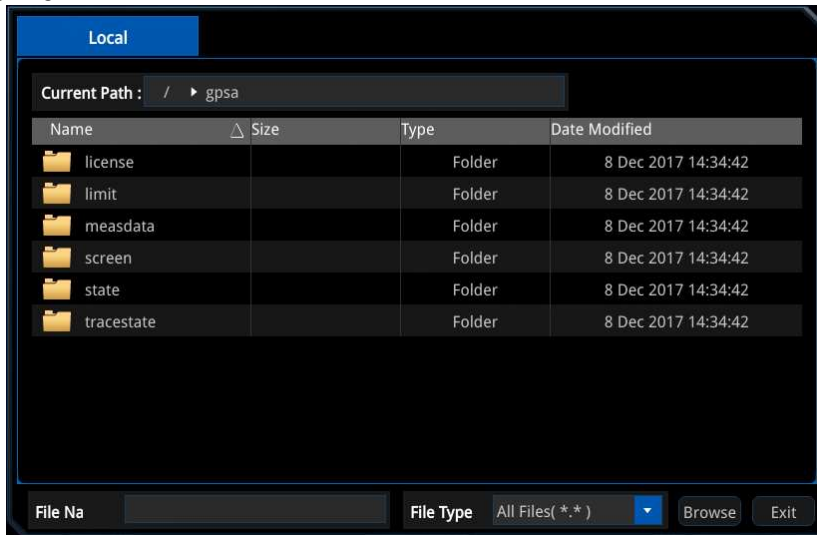 Local
Current Path : / gpsa
Name Size Type Date Modified
license Folder 8 Dec 2017 14:34:42
limit Folder 8 Dec 2017 14:34:42
measdata Folder 8 Dec 2017 14:34:42
screen Folder 8 Dec 2017 14:34:42
state Folder 8 Dec 2017 14:34:42
tracestate Folder 8 Dec 2017 14:34:42
File Na File Type All Files( *.* ) Browse Exit